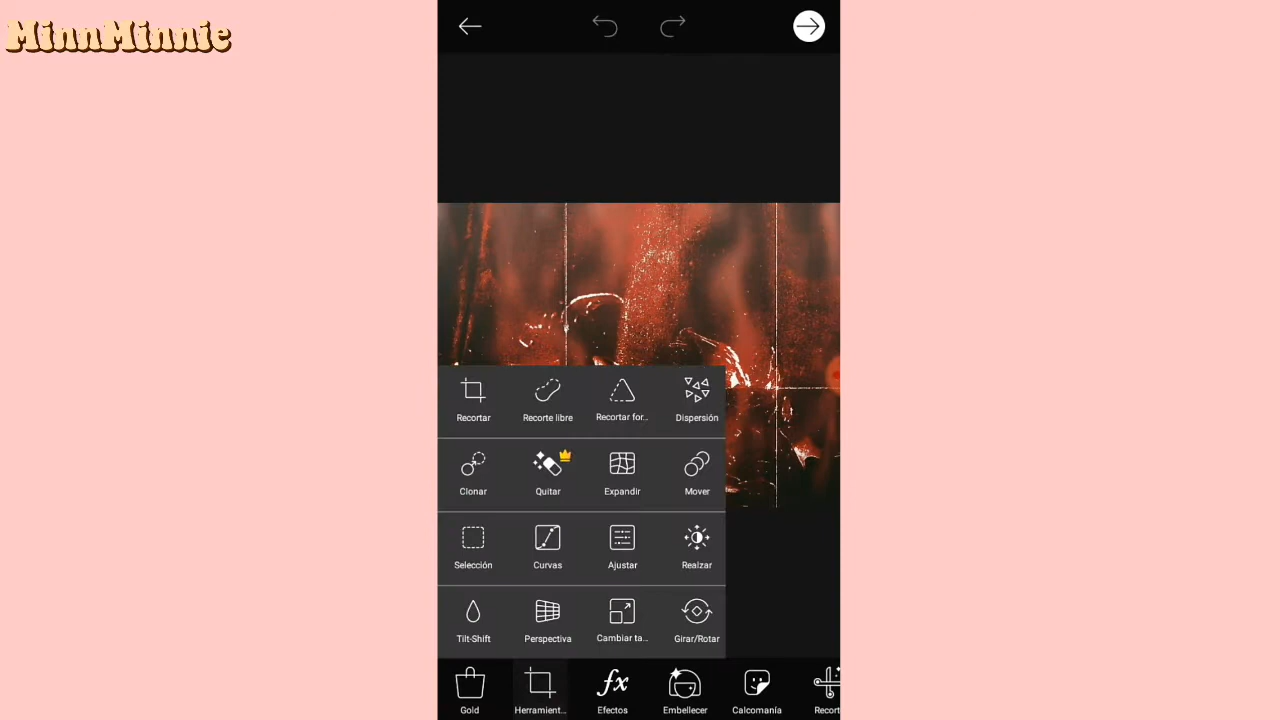 MinnMinnie
Recortar
Recorte libre
Recortar for..
Dispersión
Clonar
Quitar
Expandir
Mover
Selección
Curvas
Ajustar
Realzar
Tilt-Shift
Perspectiva
Cambiar ta...
Girar/Rotar
Gold
Herramient...
fx
Efectos
Embellecer
Calcomanía
Recort